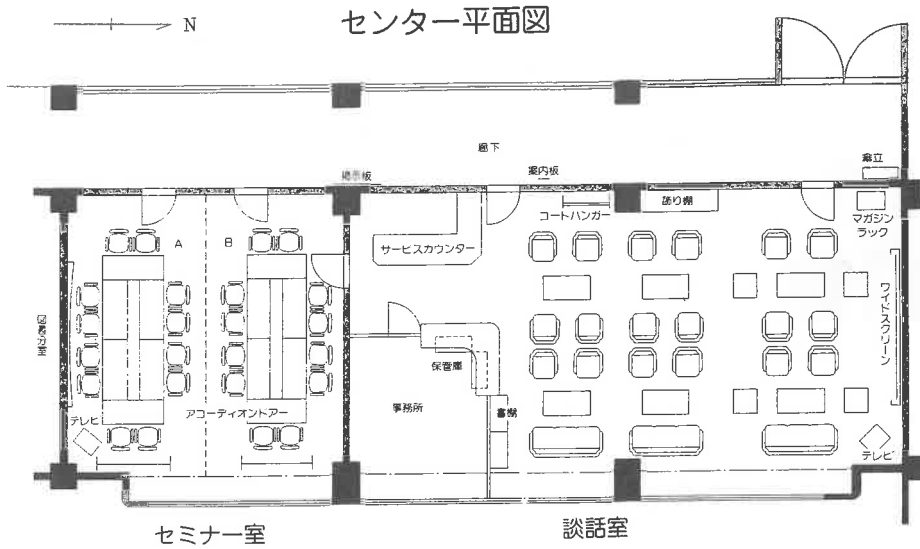 センター平面図
N
廊下
掲示板
案内板
傘立
コートハンガー
飾り棚
マガジン
ラック
A
B
サービスカウンター
ワイドスクリーン
保管庫
事務所
書棚
アコーディオンドアー
テレビ
テレビ
セミナー室
談話室